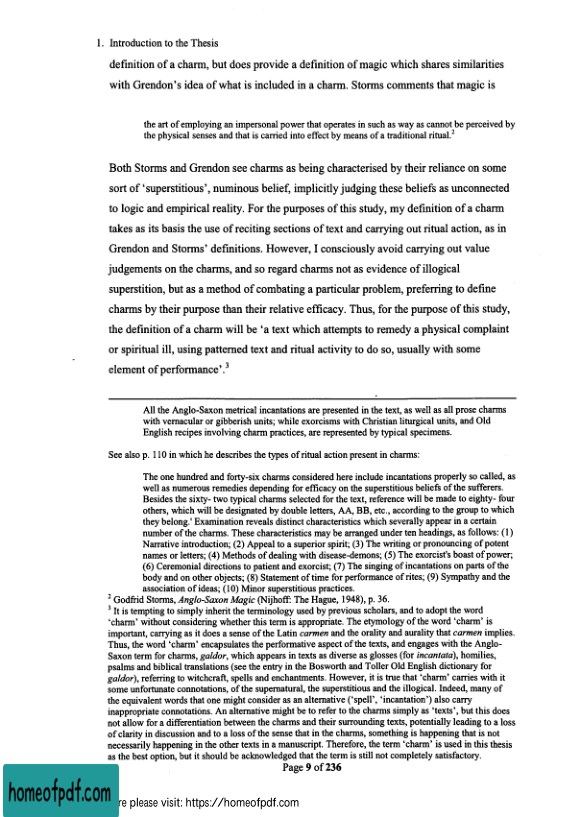 1. Introduction to the Thesis
definition of a charm, but does provide a definition of magic which shares similarities
with Grendon's idea of what is included in a charm. Storms comments that magic is
the art of employing an impersonal power that operates in such as way as cannot be perceived by
the physical senses and that is carried into effect by means of a traditional ritual.²
Both Storms and Grendon see charms as being characterised by their reliance on some
sort of 'superstitious', numinous belief, implicitly judging these beliefs as unconnected
to logic and empirical reality. For the purposes of this study, my definition of a charm
takes as its basis the use of reciting sections of text and carrying out ritual action, as in
Grendon and Storms' definitions. However, I consciously avoid carrying out value
judgements on the charms, and so regard charms not as evidence of illogical
superstition, but as a method of combating a particular problem, preferring to define
charms by their purpose than their relative efficacy. Thus, for the purpose of this study,
the definition of a charm will be 'a text which attempts to remedy a physical complaint
or spiritual ill, using patterned text and ritual activity to do so, usually with some
element of performance'.³
All the Anglo-Saxon metrical incantations are presented in the text, as well as all prose charms
with vernacular or gibberish units; while exorcisms with Christian liturgical units, and Old
English recipes involving charm practices, are represented by typical specimens.
See also p. 110 in which he describes the types of ritual action present in charms:
The one hundred and forty-six charms considered here include incantations properly so called, as
well as numerous remedies depending for efficacy on the superstitious beliefs of the sufferers.
Besides the sixty- two typical charms selected for the text, reference will be made to eighty- four
others, which will be designated by double letters, AA, BB, etc., according to the group to which
they belong.' Examination reveals distinct characteristics which severally appear in a certain
number of the charms. These characteristics may be arranged under ten headings, as follows: (1)
Narrative introduction; (2) Appeal to a superior spirit; (3) The writing or pronouncing of potent
names or letters; (4) Methods of dealing with disease-demons; (5) The exorcist's boast of power;
(6) Ceremonial directions to patient and exorcist; (7) The singing of incantations on parts of the
body and on other objects; (8) Statement of time for performance of rites; (9) Sympathy and the
association of ideas; (10) Minor superstitious practices.
² Godfrid Storms, Anglo-Saxon Magic (Nijhoff: The Hague, 1948), p. 36.
³ It is tempting to simply inherit the terminology used by previous scholars, and to adopt the word
'charm' without considering whether this term is appropriate. The etymology of the word 'charm' is
important, carrying as it does a sense of the Latin carmen and the orality and aurality that carmen implies.
Thus, the word 'charm' encapsulates the performative aspect of the texts, and engages with the Anglo-
Saxon term for charms, galdor, which appears in texts as diverse as glosses (for incantata), homilies,
psalms and biblical translations (see the entry in the Bosworth and Toller Old English dictionary for
galdor), referring to witchcraft, spells and enchantments. However, it is true that 'charm' carries with it
some unfortunate connotations, of the supernatural, the superstitious and the illogical. Indeed, many of
the equivalent words that one might consider as an alternative ('spell', 'incantation') also carry
inappropriate connotations. An alternative might be to refer to the charms simply as 'texts', but this does
not allow for a differentiation between the charms and their surrounding texts, potentially leading to a loss
of clarity in discussion and to a loss of the sense that in the charms, something is happening that is not
necessarily happening in the other texts in a manuscript. Therefore, the term 'charm' is used in this thesis
as the best option, but it should be acknowledged that the term is still not completely satisfactory.
Page 9 of 236
homeofpdf.com
re please visit: https://homeofpdf.com